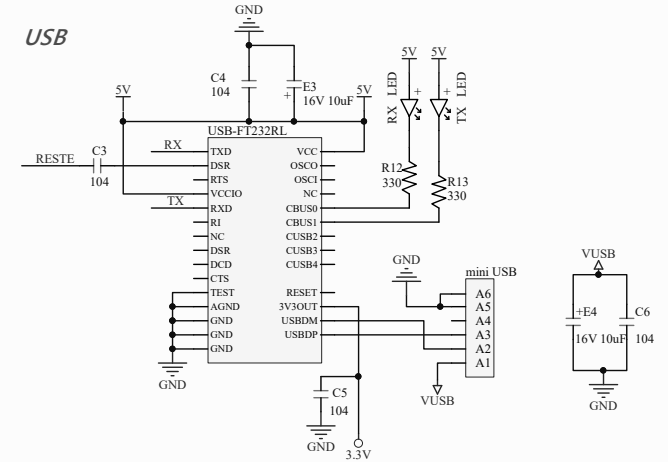 USB
GND
C4
104
E3
+
16V 10uF
5V
5V
5V
5V
RX LED
+
TX LED
+
USB-FT232RL
RESTE
C3
104
RX
TX
TXD
DSR
RTS
VCCIO
RXD
RI
NC
DSR
DCD
CTS
TEST
AGND
GND
GND
GND
VCC
OSCO
OSCI
NC
CBUS0
CBUS1
CUSB2
CUSB3
CUSB4
RESET
3V3OUT
USBDM
USBDP
R12
330
R13
330
GND
mini USB
A6
A5
A4
A3
A2
A1
VUSB
GND
C5
104
GND
3.3V
VUSB
+E4
16V 10uF
C6
104
GND